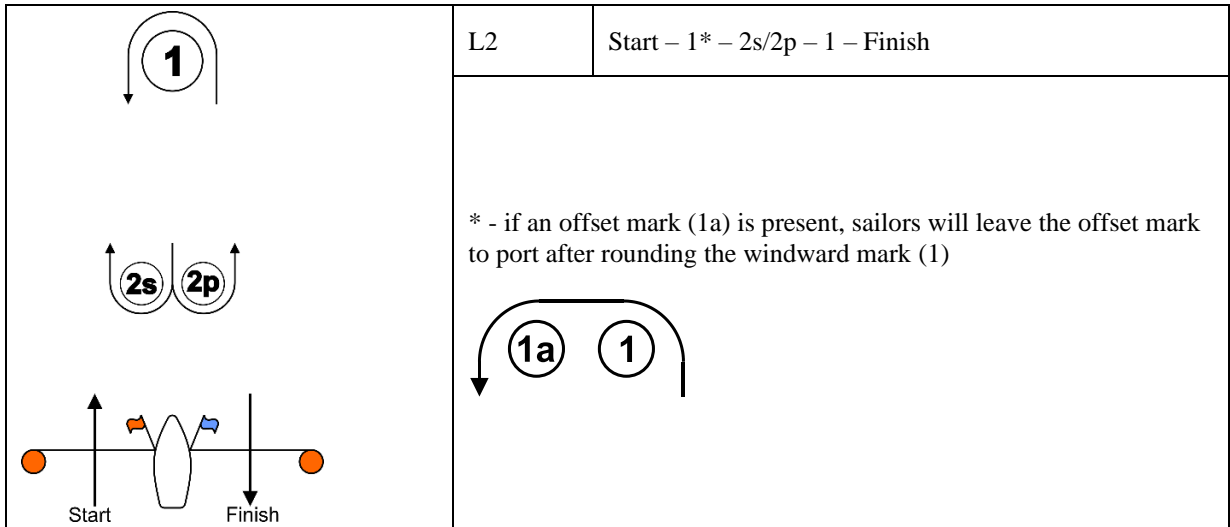 1
L2
Start – 1* – 2s/2p – 1 – Finish
* - if an offset mark (1a) is present, sailors will leave the offset mark
to port after rounding the windward mark (1)
2s 2p
1a 1
Start Finish